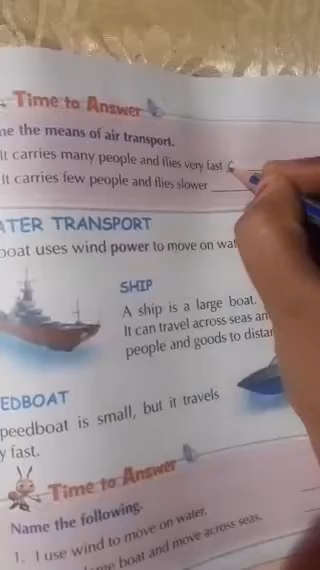 Time to Answer
me the means of air transport.
It carries many people and flies very fast
It carries few people and flies slower
ATER TRANSPORT
boat uses wind power to move on wat
SHIP
A ship is a large boat.
It can travel across seas an
people and goods to distan
EEDBOAT
peedboat is small, but it travels
y fast.
Time to Answer
Name the following.
1. I use wind to move on water.
boat and move across seas.